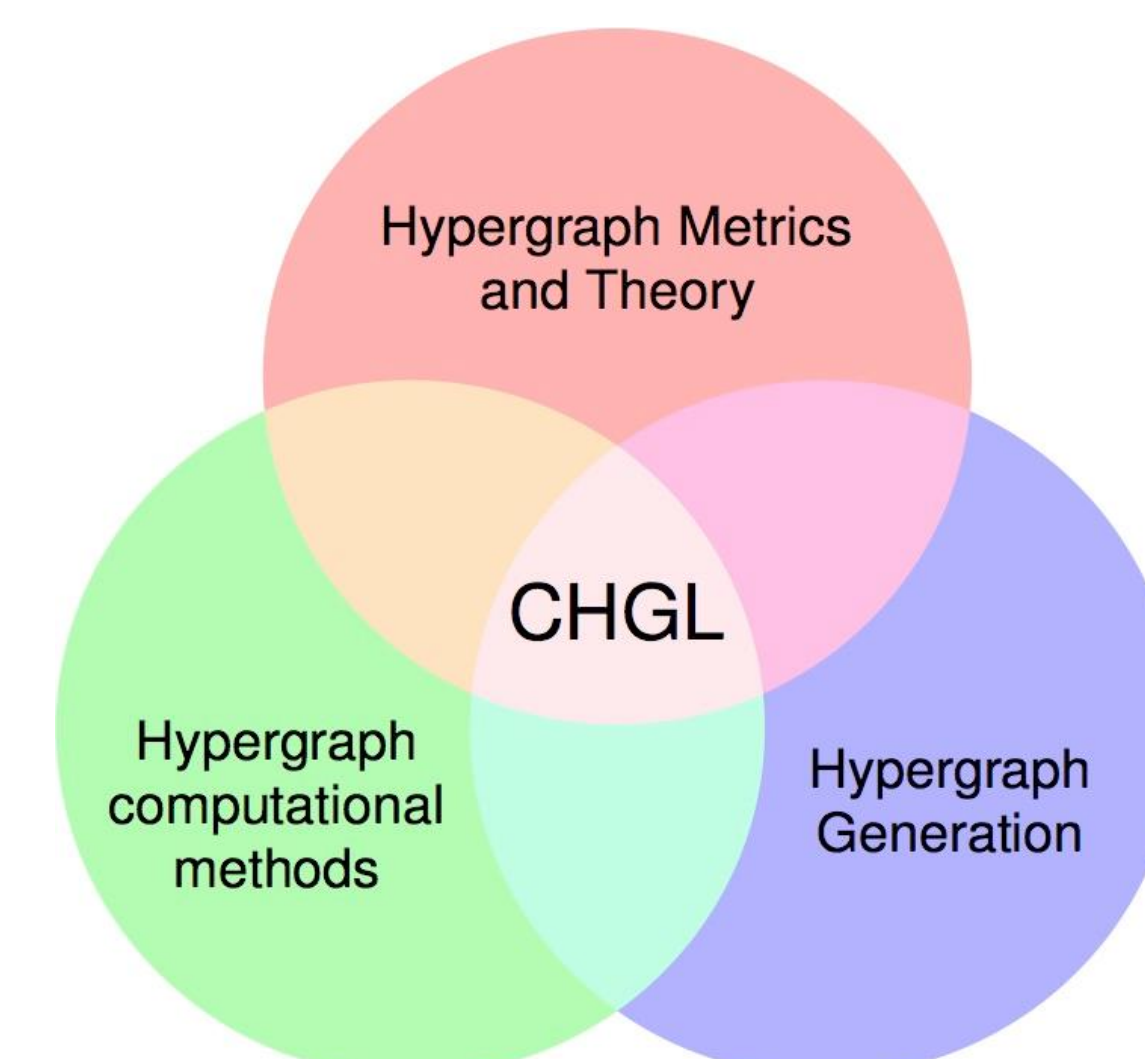 Hypergraph Metrics
and Theory
CHGL
Hypergraph
computational
methods
Hypergraph
Generation